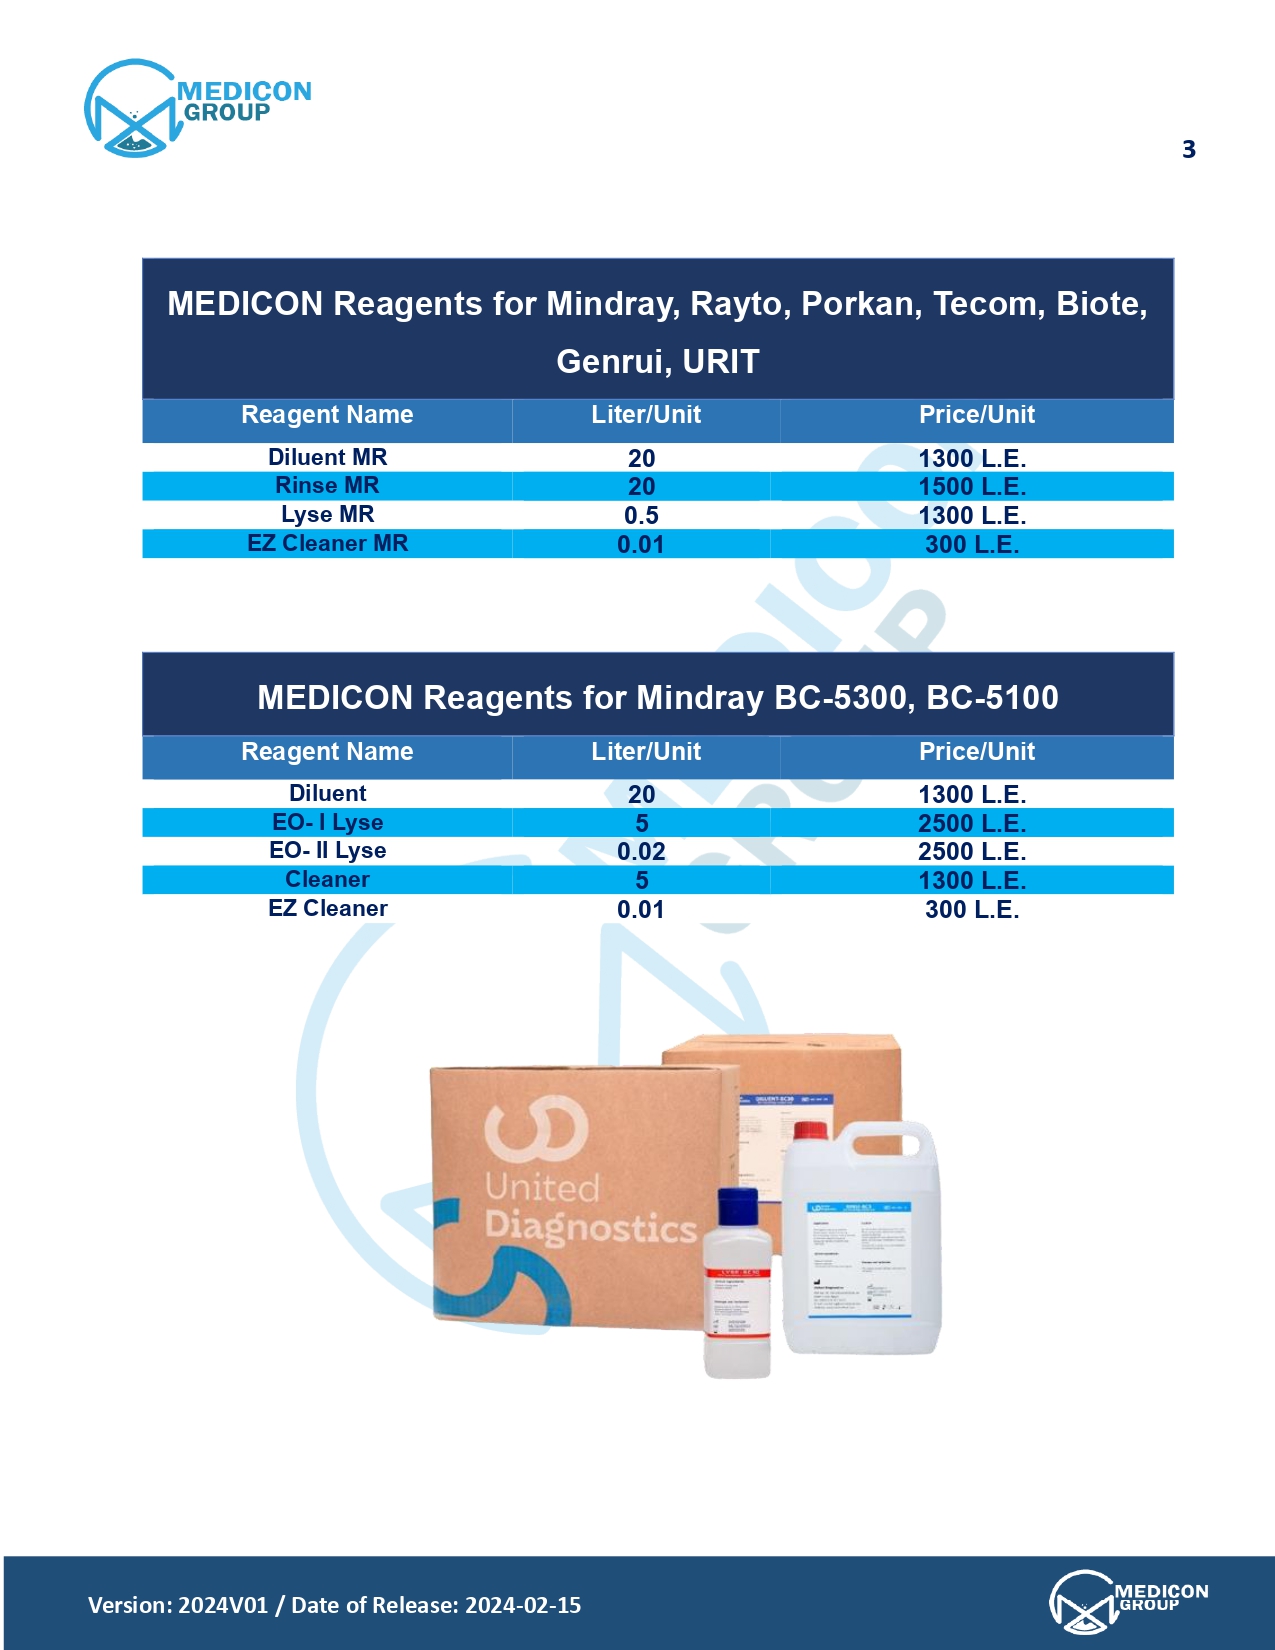 MEDICON
GROUP
3
MEDICON Reagents for Mindray, Rayto, Porkan, Tecom, Biote,
Genrui, URIT
Reagent Name Liter/Unit Price/Unit
Diluent MR 20 1300 L.E.
Rinse MR 20 1500 L.E.
Lyse MR 0.5 1300 L.E.
EZ Cleaner MR 0.01 300 L.E.
MEDICON Reagents for Mindray BC-5300, BC-5100
Reagent Name Liter/Unit Price/Unit
Diluent 20 1300 L.E.
EO- I Lyse 5 2500 L.E.
EO- II Lyse 0.02 2500 L.E.
Cleaner 5 1300 L.E.
EZ Cleaner 0.01 300 L.E.
United
Diagnostics
Version: 2024V01 / Date of Release: 2024-02-15
MEDICON
GROUP